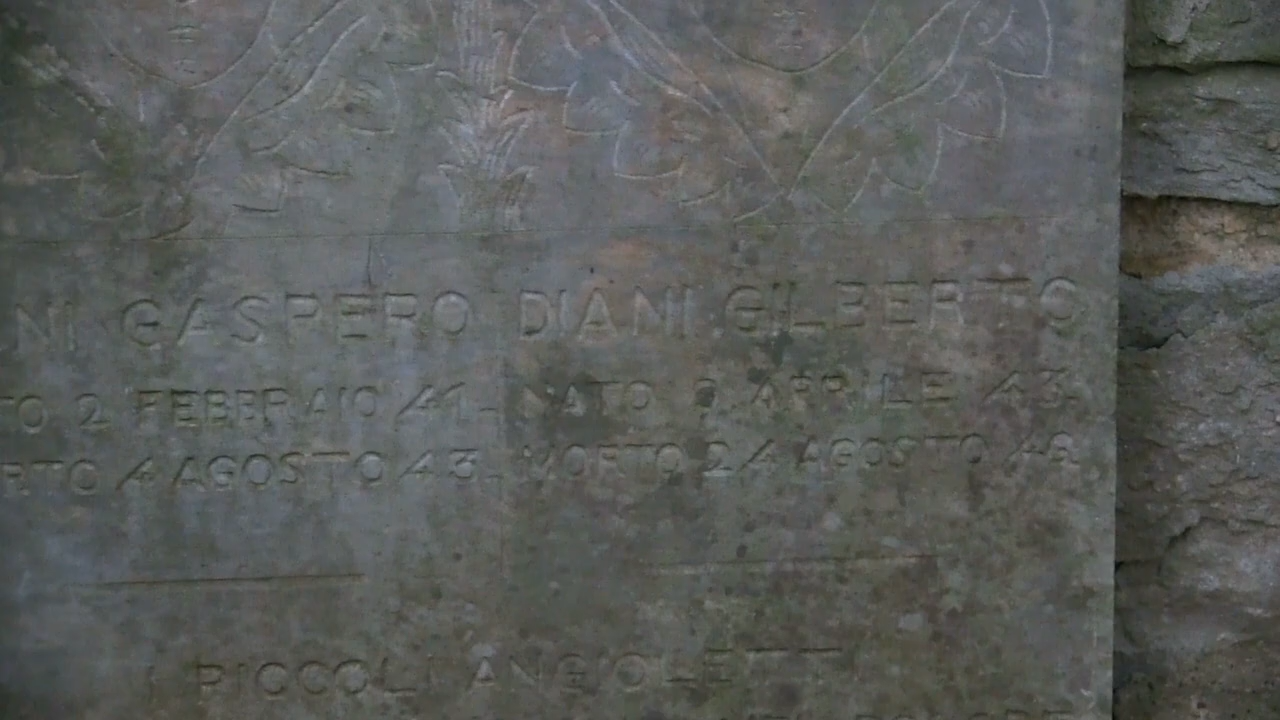 NI GASPERO DIANI GILBERTO
TO 2 FEBBRAIO 41. NATO 9 APRILE 43.
RTO 4 AGOSTO 43. MORTO 24 AGOSTO
I PICCOLI ANGIOLETTI